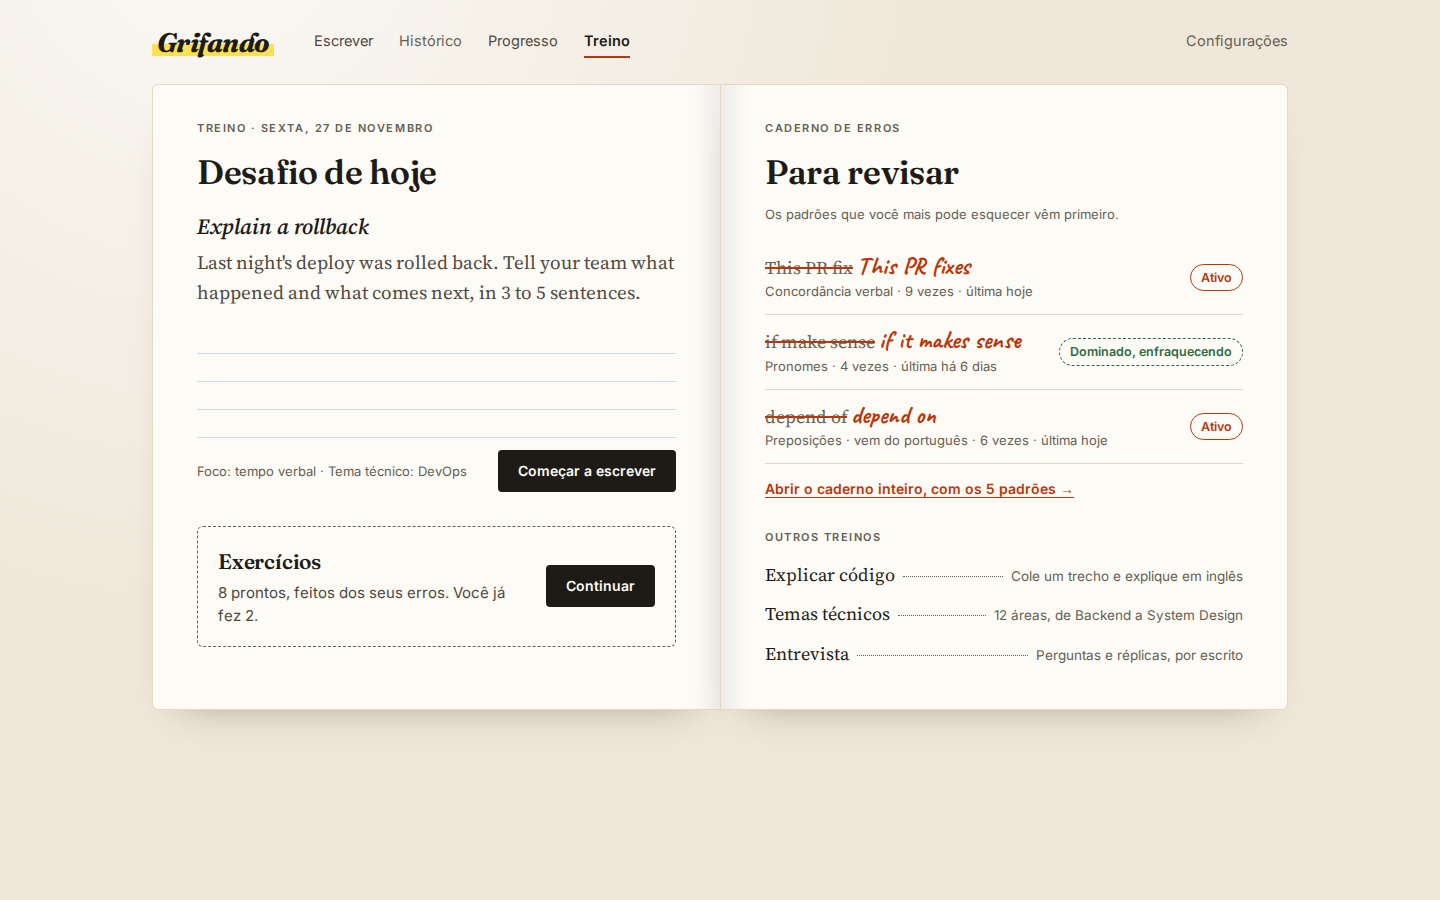 Grifando
Escrever
Histórico
Progresso
Treino
Configurações
TREINO · SEXTA, 27 DE NOVEMBRO
Desafio de hoje
Explain a rollback
Last night's deploy was rolled back. Tell your team what
happened and what comes next, in 3 to 5 sentences.
Foco: tempo verbal · Tema técnico: DevOps
Começar a escrever
Exercícios
8 prontos, feitos dos seus erros. Você já
fez 2.
Continuar
CADERNO DE ERROS
Para revisar
Os padrões que você mais pode esquecer vêm primeiro.
This PR fix This PR fixes
Concordância verbal · 9 vezes · última hoje
Ativo
if make sense if it makes sense
Pronomes · 4 vezes · última há 6 dias
Dominado, enfraquecendo
depend of depend on
Preposições · vem do português · 6 vezes · última hoje
Ativo
Abrir o caderno inteiro, com os 5 padrões →
OUTROS TREINOS
Explicar código Cole um trecho e explique em inglês
Temas técnicos 12 áreas, de Backend a System Design
Entrevista Perguntas e réplicas, por escrito